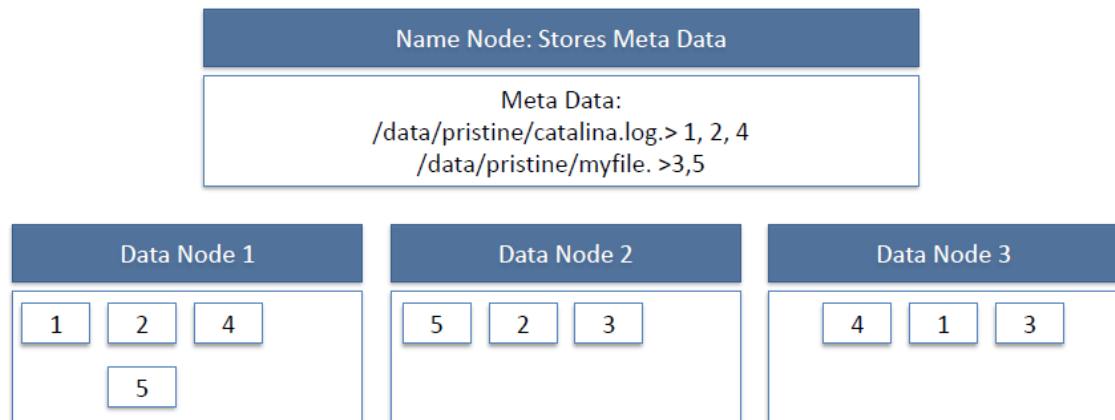 Name Node: Stores Meta Data
Meta Data:
/data/pristine/catalina.log.> 1, 2, 4
/data/pristine/myfile. >3,5
Data Node 1
Data Node 2
Data Node 3
1 2 4
5 2 3
4 1 3
5